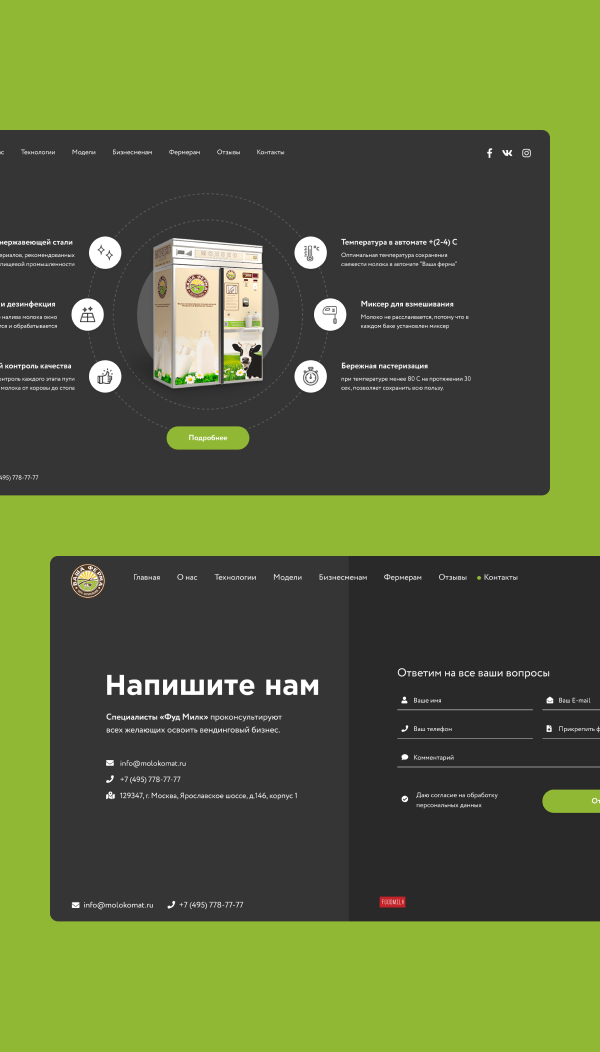 Технологии Модели Бизнесменам Фермерам Отзывы Контакты
нержавеющей стали
рекомендованных
пищевой промышленности
и дезинфекция
налива молока окно
и обрабатывается
контроль качества
каждого этапа пути
молока от коровы до стола
ВАША ФЕРМА
Температура в автомате +(2-4) С
Оптимальная температура сохранения
свежести молока в автомате "Ваша ферма"
Миксер для взмешивания
Молоко не расслаивается, потому что в
каждом баке установлен миксер
Бережная пастеризация
при температуре менее 80 С на протяжении 30
сек, позволяет сохранить всю пользу.
Подробнее
495) 778-77-77
ВАША ФЕРМА
Главная О нас Технологии Модели Бизнесменам Фермерам Отзывы Контакты
Напишите нам
Специалисты «Фуд Милк» проконсультируют
всех желающих освоить вендинговый бизнес.
info@molokomat.ru
+7 (495) 778-77-77
129347, г. Москва, Ярославское шоссе, д.146, корпус 1
Ответим на все ваши вопросы
Ваше имя
Ваш E-mail
Ваш телефон
Прикрепить ф
Комментарий
Даю согласие на обработку
персональных данных
От
info@molokomat.ru +7 (495) 778-77-77
FOODMILK